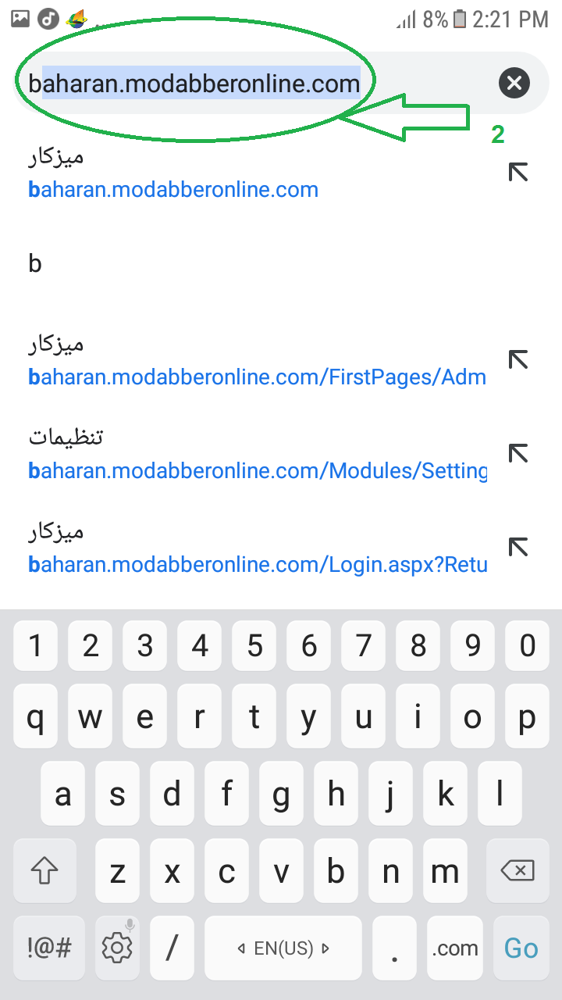 8% 2:21 PM
baharan.modabberonline.com
2
میزکار
baharan.modabberonline.com
b
میزکار
baharan.modabberonline.com/FirstPages/Adm
تنظیمات
baharan.modabberonline.com/Modules/Setting
میزکار
baharan.modabberonline.com/Login.aspx?Retu
1 2 3 4 5 6 7 8 9 0
q w e r t y u i o p
a s d f g h j k l
z x c v b n m
!@# / EN(US) . .com Go